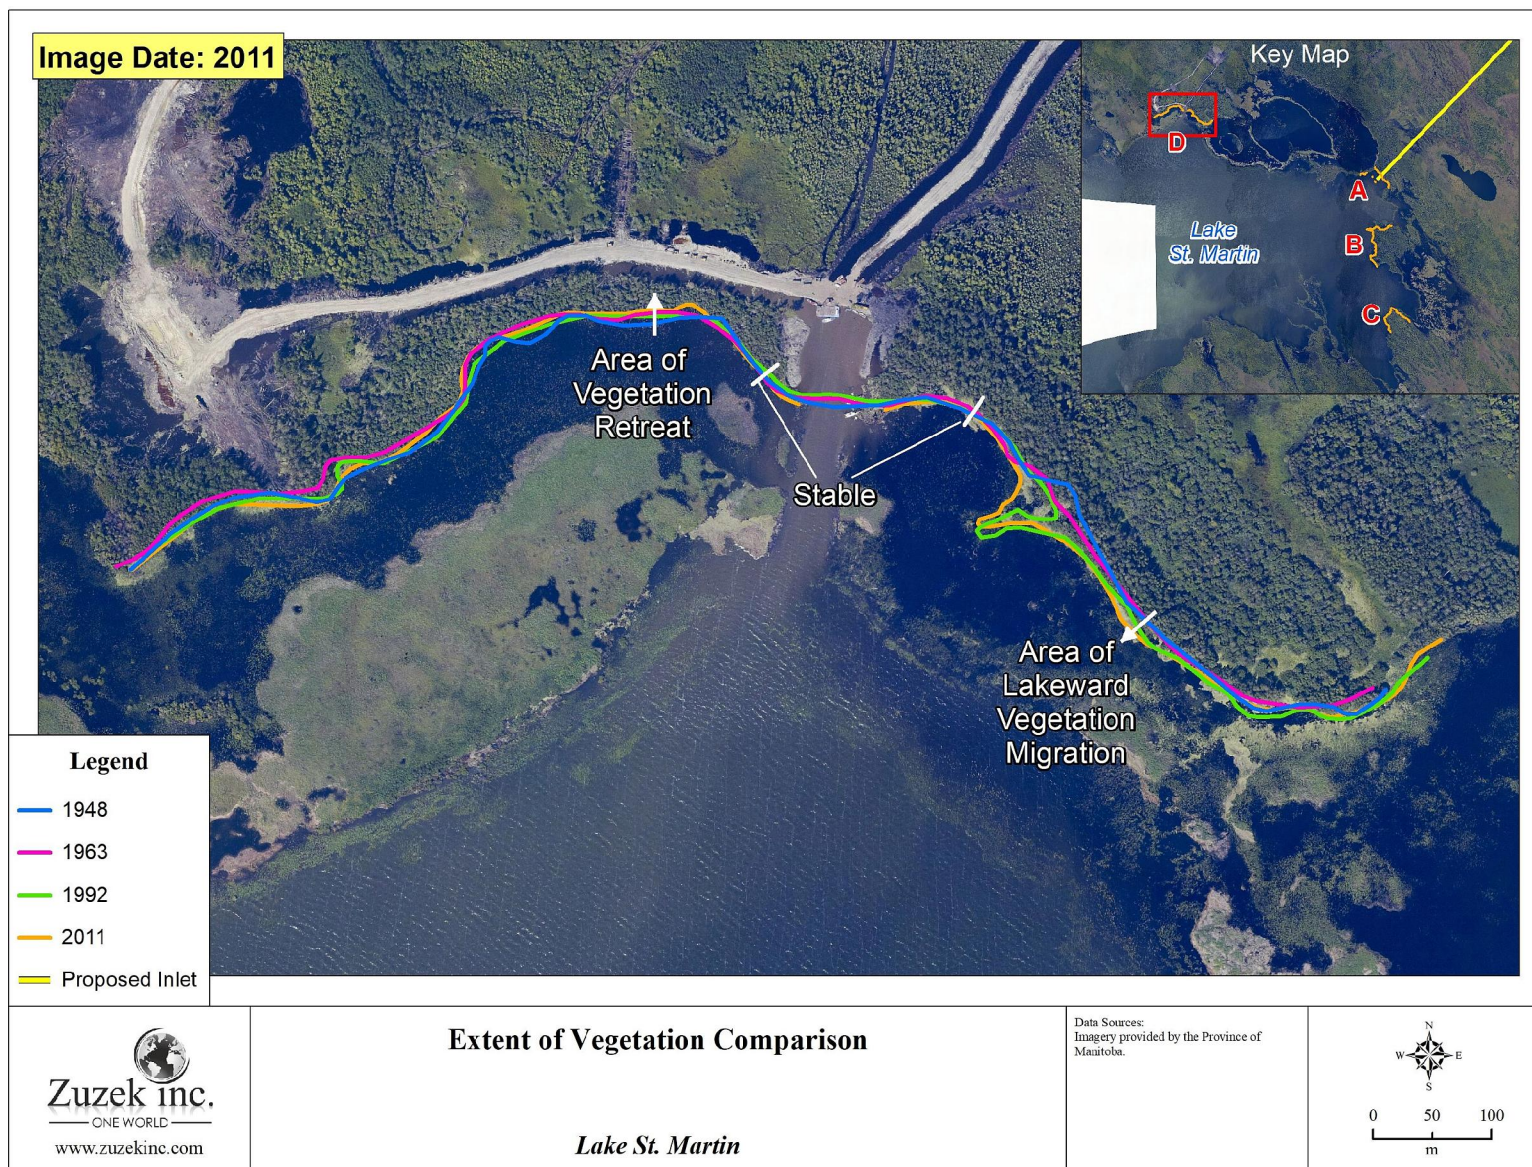 Image Date: 2011
Key Map
D
A
B
C
Lake
St. Martin
Area of
Vegetation
Retreat
Stable
Area of
Lakeward
Vegetation
Migration
Legend
1948
1963
1992
2011
Proposed Inlet
Zuzek inc.
ONE WORLD
www.zuzekinc.com
Extent of Vegetation Comparison
Lake St. Martin
Data Sources:
Imagery provided by the Province of
Manitoba.
N
W E
S
0 50 100
m